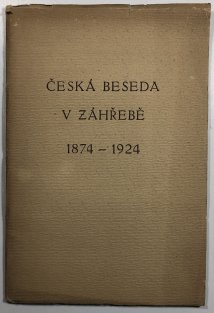 ČESKÁ BESEDA
V ZÁHŘEBĚ
1874 – 1924